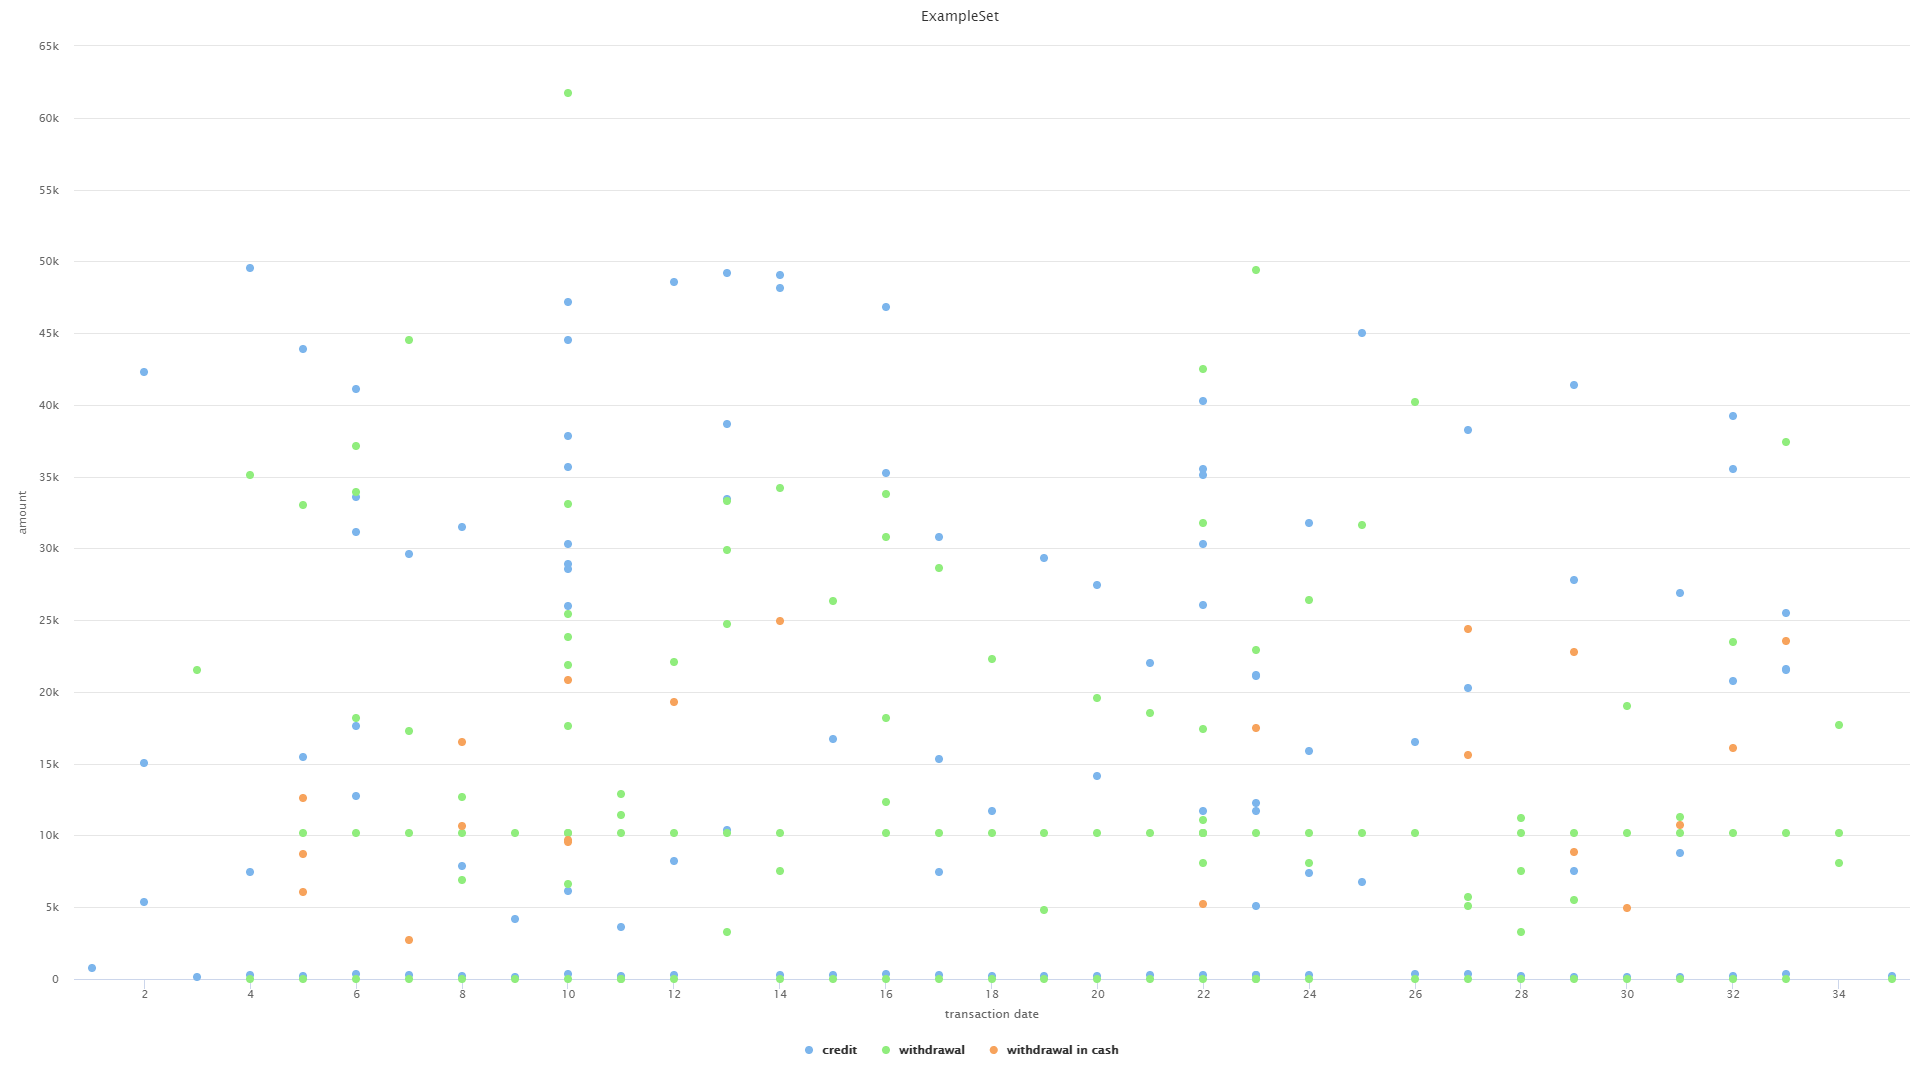 ExampleSet
65k
60k
55k
50k
45k
40k
35k
30k
25k
20k
15k
10k
5k
0
amount
2 4 6 8 10 12 14 16 18 20 22 24 26 28 30 32 34
transaction date
credit withdrawal withdrawal in cash